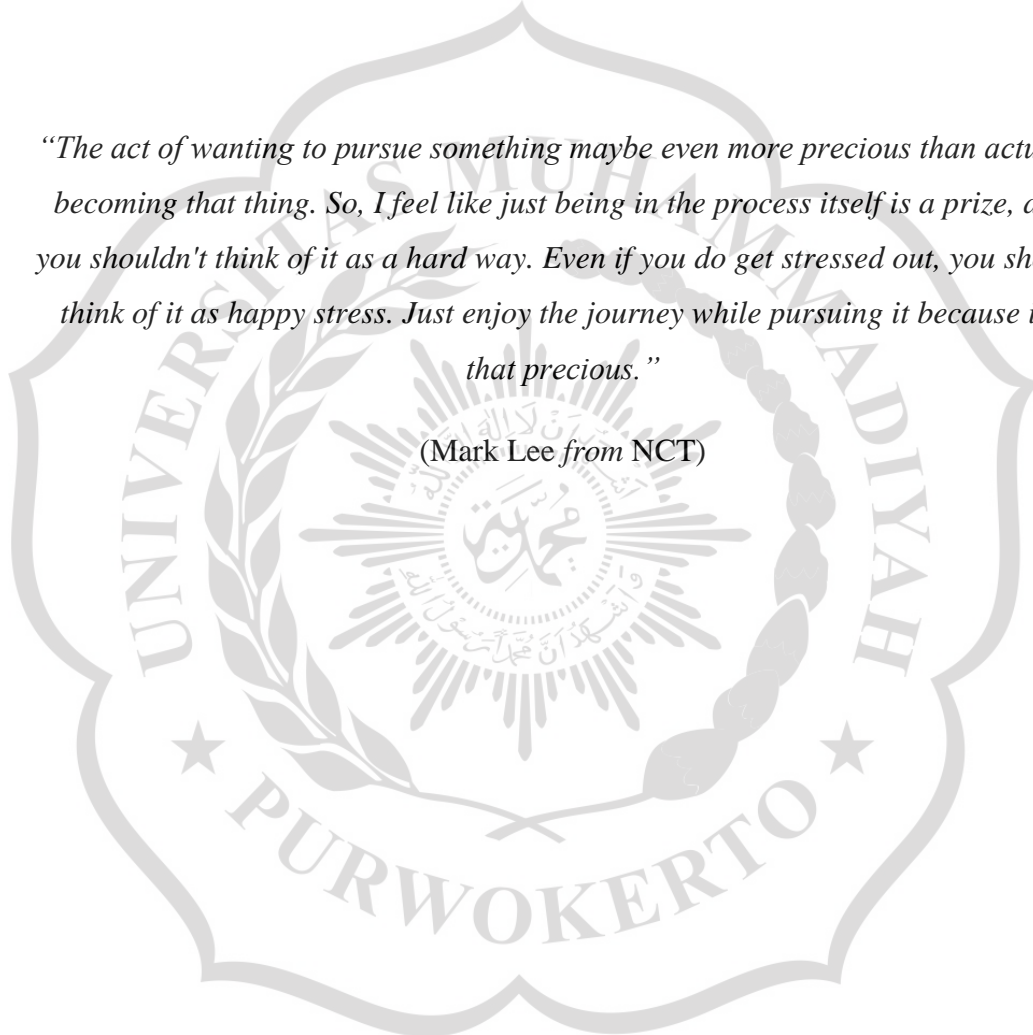 “The act of wanting to pursue something maybe even more precious than
becoming that thing. So, I feel like just being in the process itself is a prize,
you shouldn't think of it as a hard way. Even if you do get stressed out, you
think of it as happy stress. Just enjoy the journey while pursuing it because
that precious.”
(Mark Lee from NCT)
UNIVERSITAS MUHAMMADIYAH
PURWOKERTO